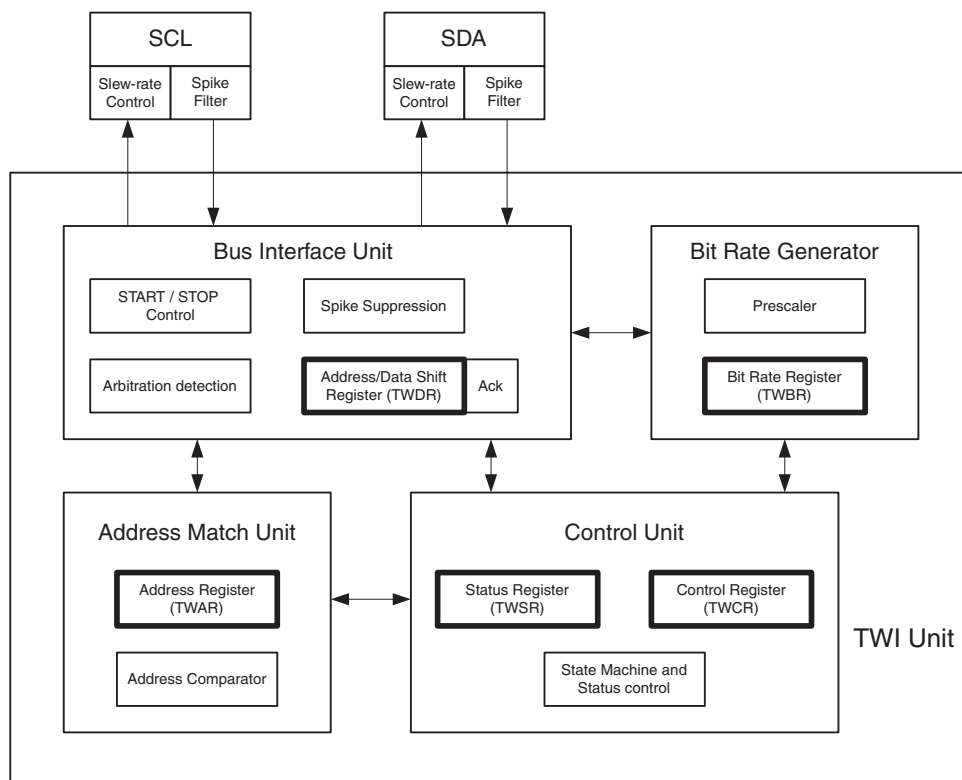 SCL
SDA
Slew-rate
Control
Spike
Filter
Slew-rate
Control
Spike
Filter
Bus Interface Unit
START / STOP
Control
Spike Suppression
Arbitration detection
Address/Data Shift
Register (TWDR)
Ack
Bit Rate Generator
Prescaler
Bit Rate Register
(TWBR)
Address Match Unit
Address Register
(TWAR)
Address Comparator
Control Unit
Status Register
(TWSR)
Control Register
(TWCR)
State Machine and
Status control
TWI Unit